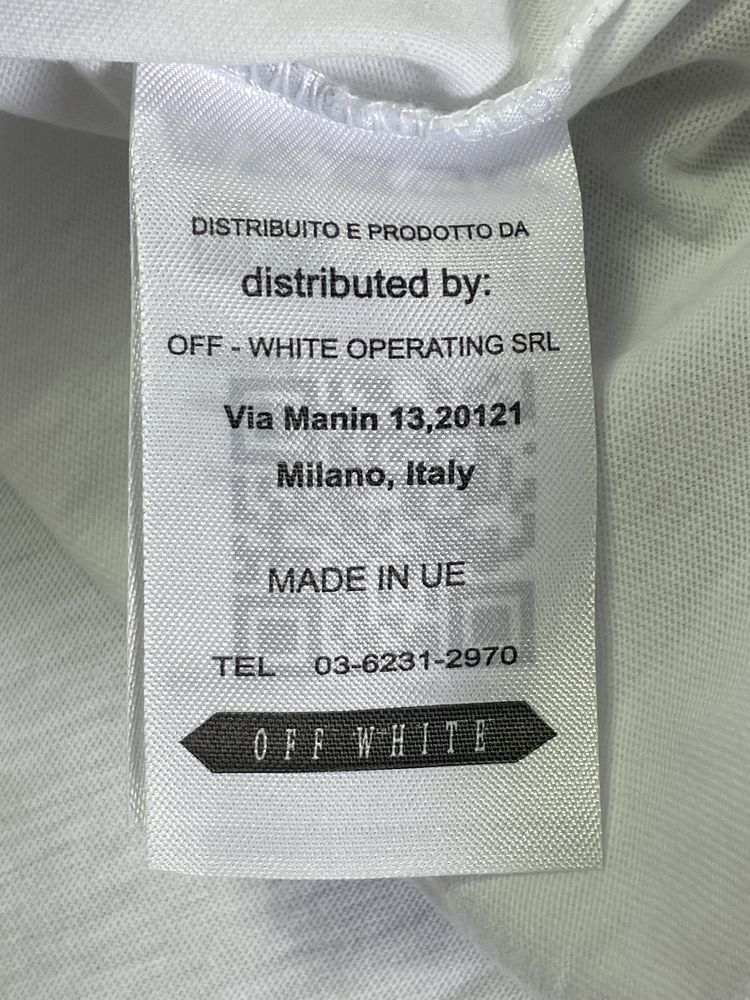 DISTRIBUITO E PRODOTTO DA
distributed by:
OFF - WHITE OPERATING SRL
Via Manin 13,20121
Milano, Italy
MADE IN UE
TEL 03-6231-2970
OFF WHITE